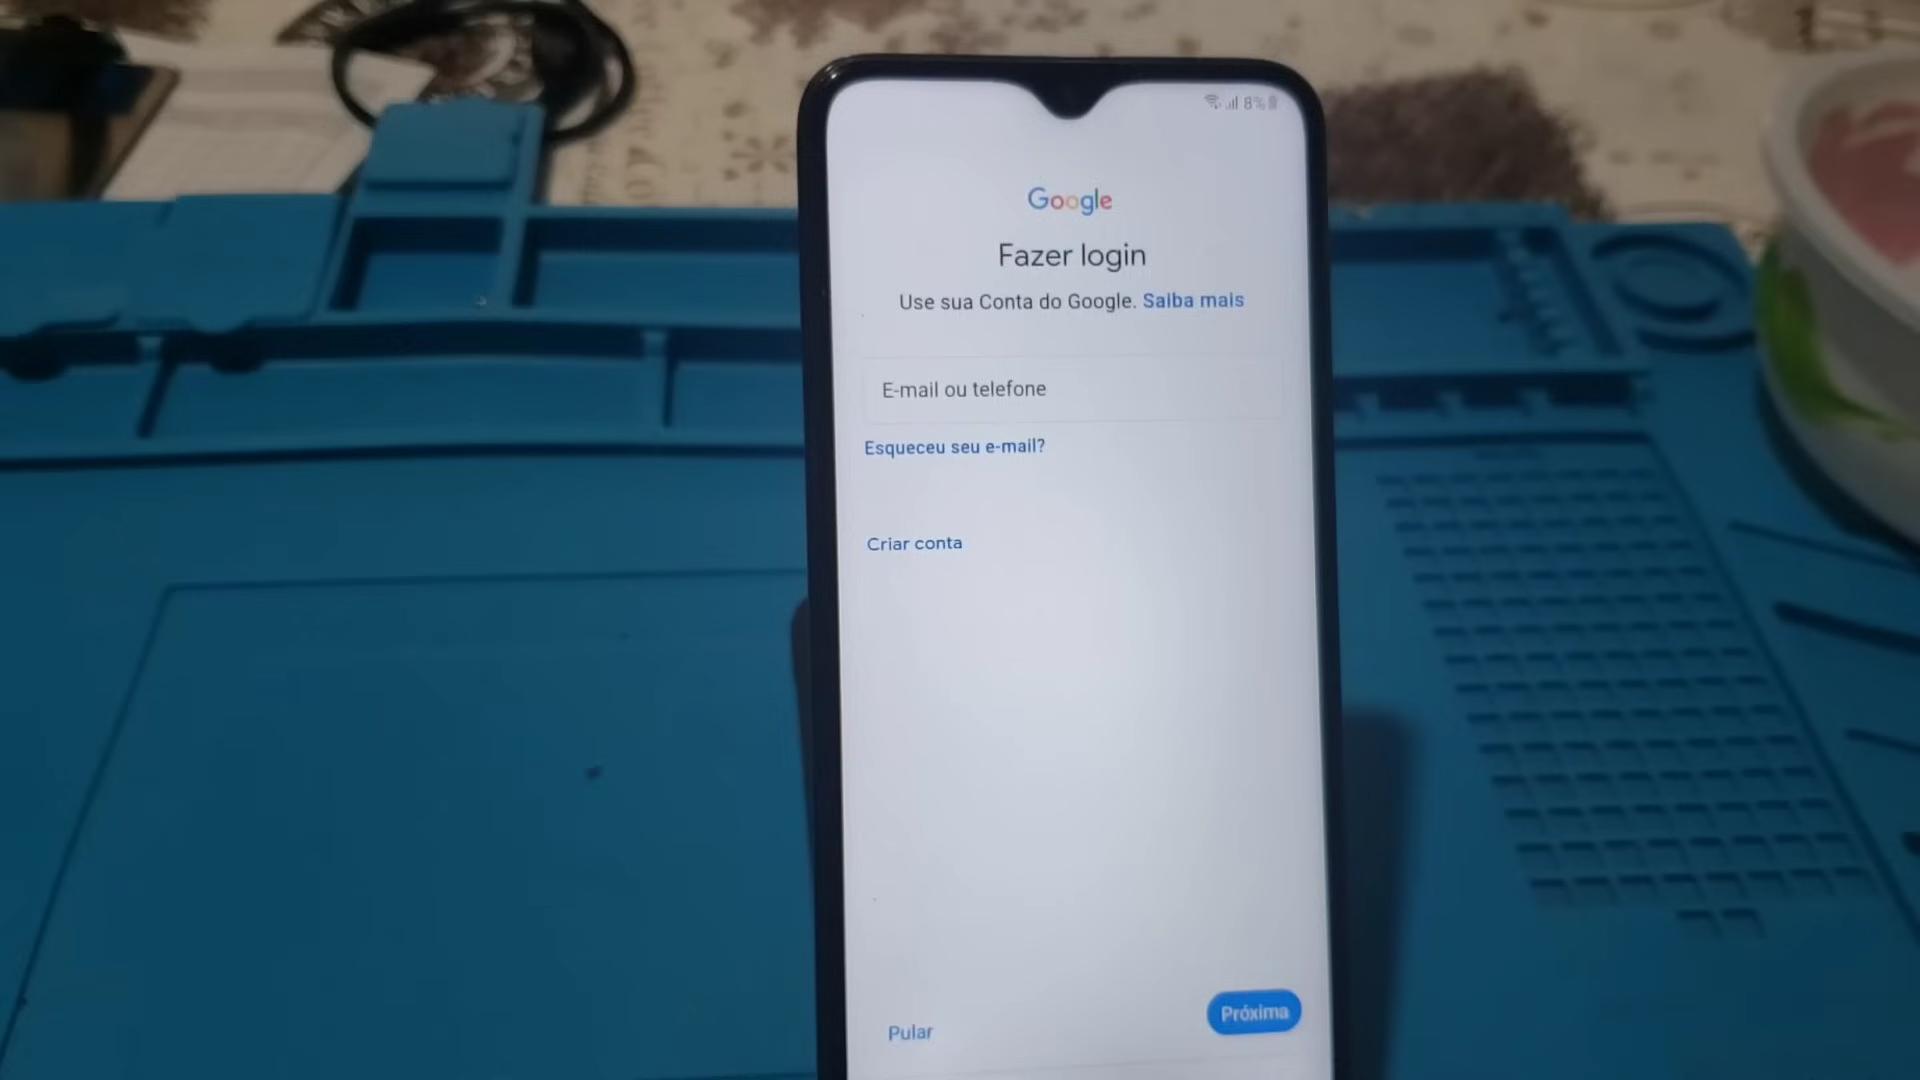 8%
Google
Fazer login
Use sua Conta do Google. Saiba mais
E-mail ou telefone
Esqueceu seu e-mail?
Criar conta
Pular
Próxima